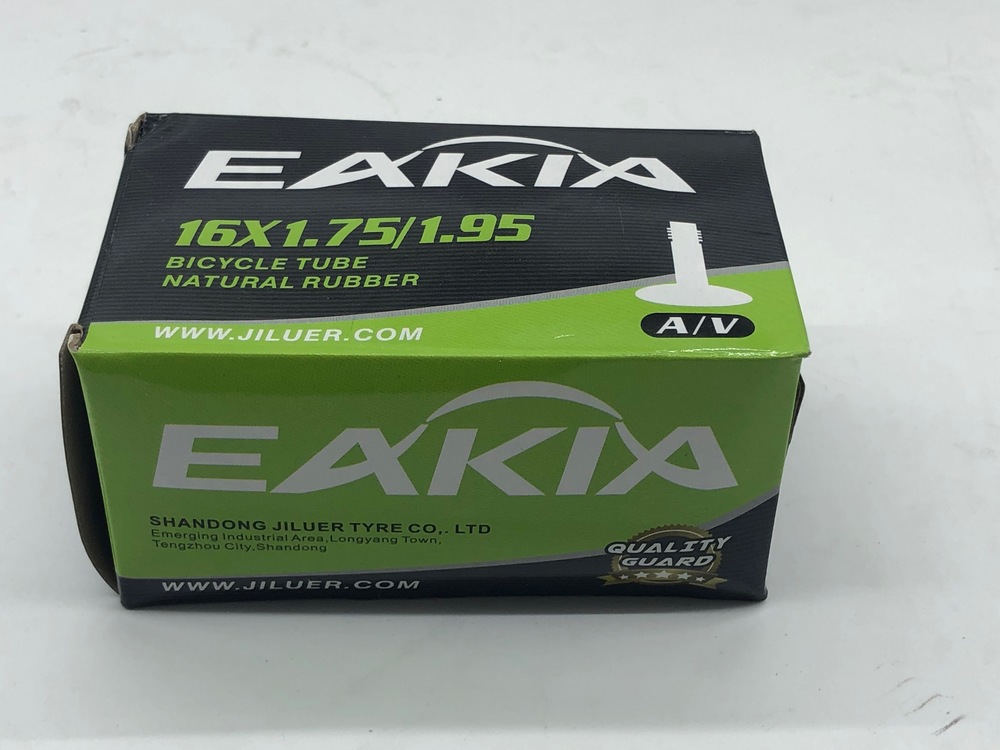 EAKIA
16X1.75/1.95
BICYCLE TUBE
NATURAL RUBBER
WWW.JILUER.COM
A/V
EAKIA
SHANDONG JILUER TYRE CO,. LTD
Emerging Industrial Area,Longyang Town,
Tengzhou City,Shandong
WWW.JILUER.COM
QUALITY
GUARD